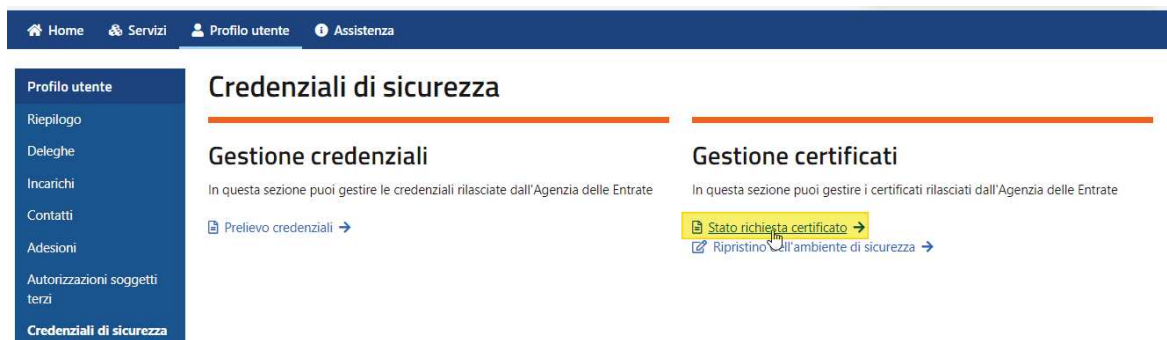 Home Servizi Profilo utente Assistenza
Profilo utente
Riepilogo
Deleghe
Incarichi
Contatti
Adesioni
Autorizzazioni soggetti
terzi
Credenziali di sicurezza
Credenziali di sicurezza
Gestione credenziali
In questa sezione puoi gestire le credenziali rilasciate dall'Agenzia delle Entrate
Prelievo credenziali
Gestione certificati
In questa sezione puoi gestire i certificati rilasciati dall'Agenzia delle Entrate
Stato richiesta certificato
Ripristino dell'ambiente di sicurezza